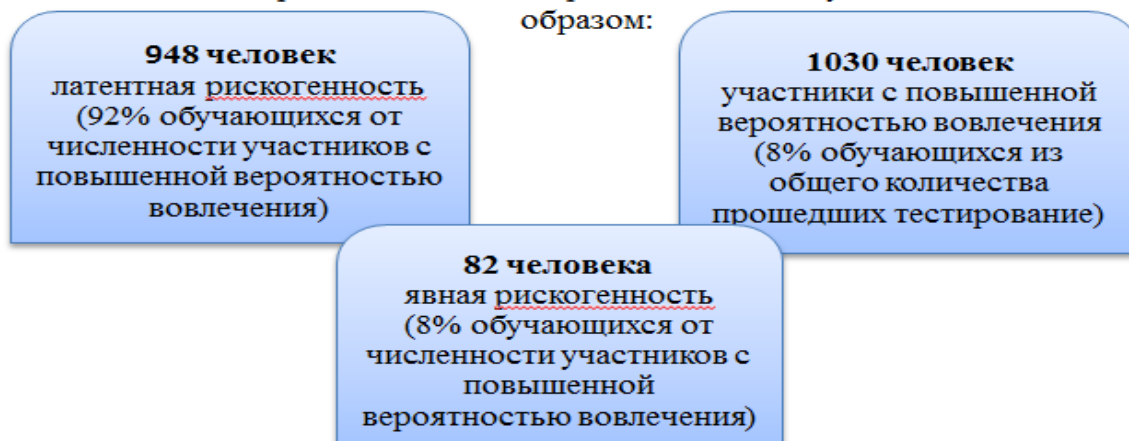 образом:
948 человек
латентная рискогенность
(92% обучающихся от
численности участников с
повышенной вероятностью
вовлечения)
1030 человек
участники с повышенной
вероятностью вовлечения
(8% обучающихся из
общего количества
прошедших тестирование)
82 человека
явная рискогенность
(8% обучающихся от
численности участников с
повышенной
вероятностью вовлечения)